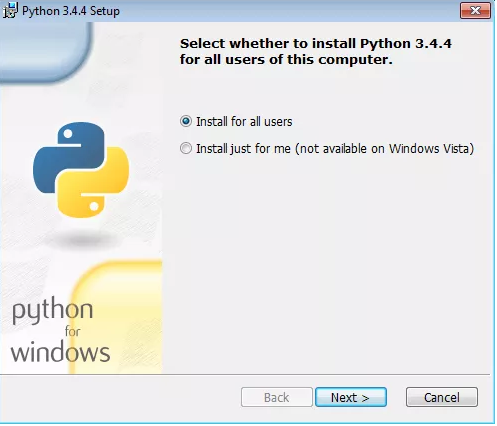 Python 3.4.4 Setup
Select whether to install Python 3.4.4
for all users of this computer.
Install for all users
Install just for me (not available on Windows Vista)
python
for
windows
Back
Next >
Cancel